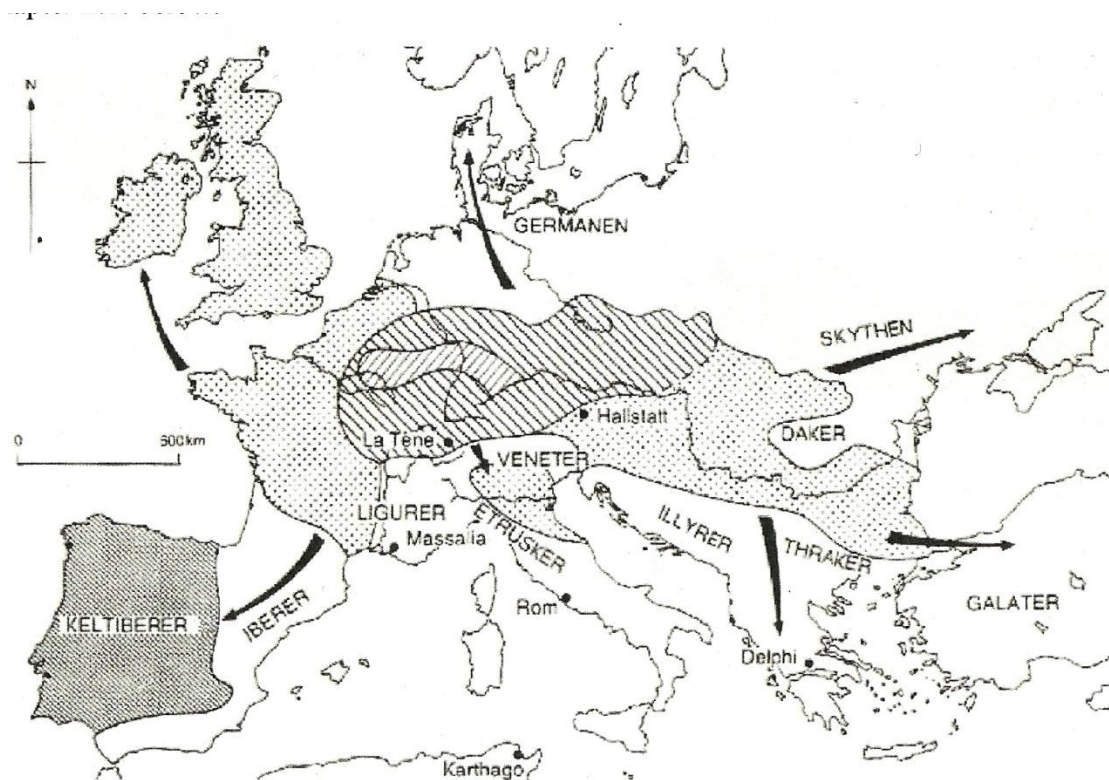 N
GERMANEN
SKYTHEN
0
500km
Hallstatt
DAKER
La Tène
VENETER
LIGURER
Massalia
ETRUSKER
ILLYRER
THRAKER
KELTIBERER
IBERER
Rom
GALATER
Delphi
Karthago